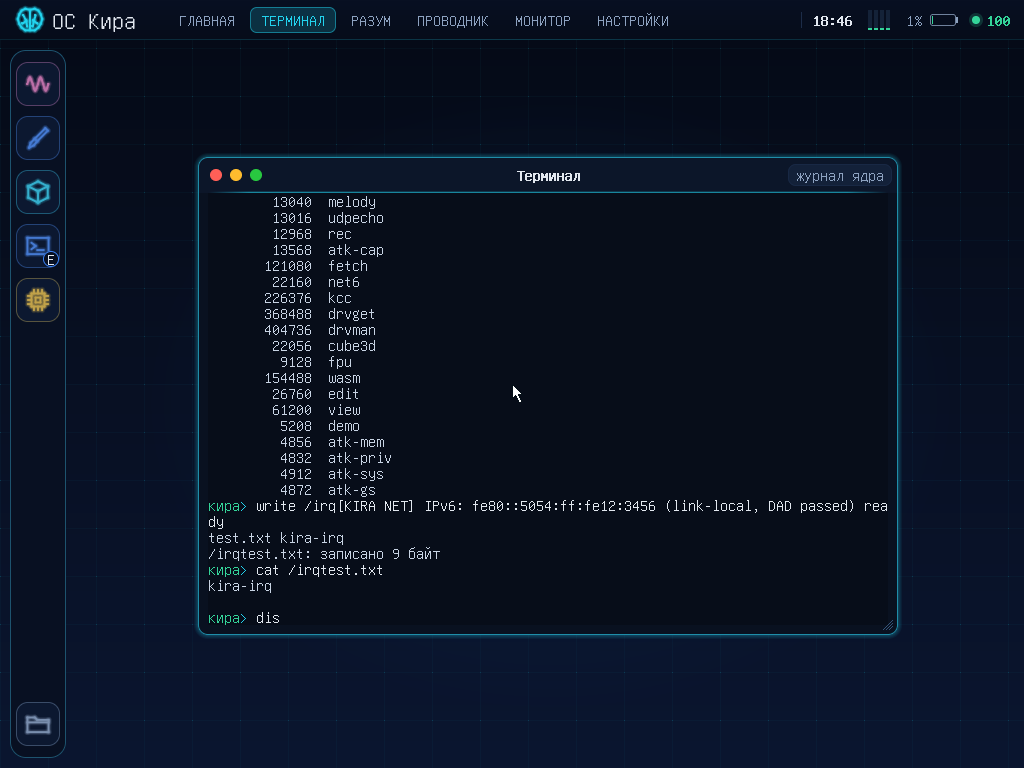 ОС Кира ГЛАВНАЯ ТЕРМИНАЛ РАЗУМ ПРОВОДНИК МОНИТОР НАСТРОЙКИ 18:46 1% 100
E
Терминал журнал ядра
13040 melody
13016 udpecho
12968 rec
13568 atk-cap
121080 fetch
22160 net6
226376 kcc
368488 drvget
404736 drvman
22056 cube3d
9128 fpu
154488 wasm
26760 edit
61200 view
5208 demo
4856 atk-mem
4832 atk-priv
4912 atk-sys
4872 atk-gs
кира> write /irq[KIRA NET] IPv6: fe80::5054:ff:fe12:3456 (link-local, DAD passed) rea
dy
test.txt kira-irq
/irqtest.txt: записано 9 байт
кира> cat /irqtest.txt
kira-irq
кира> dis